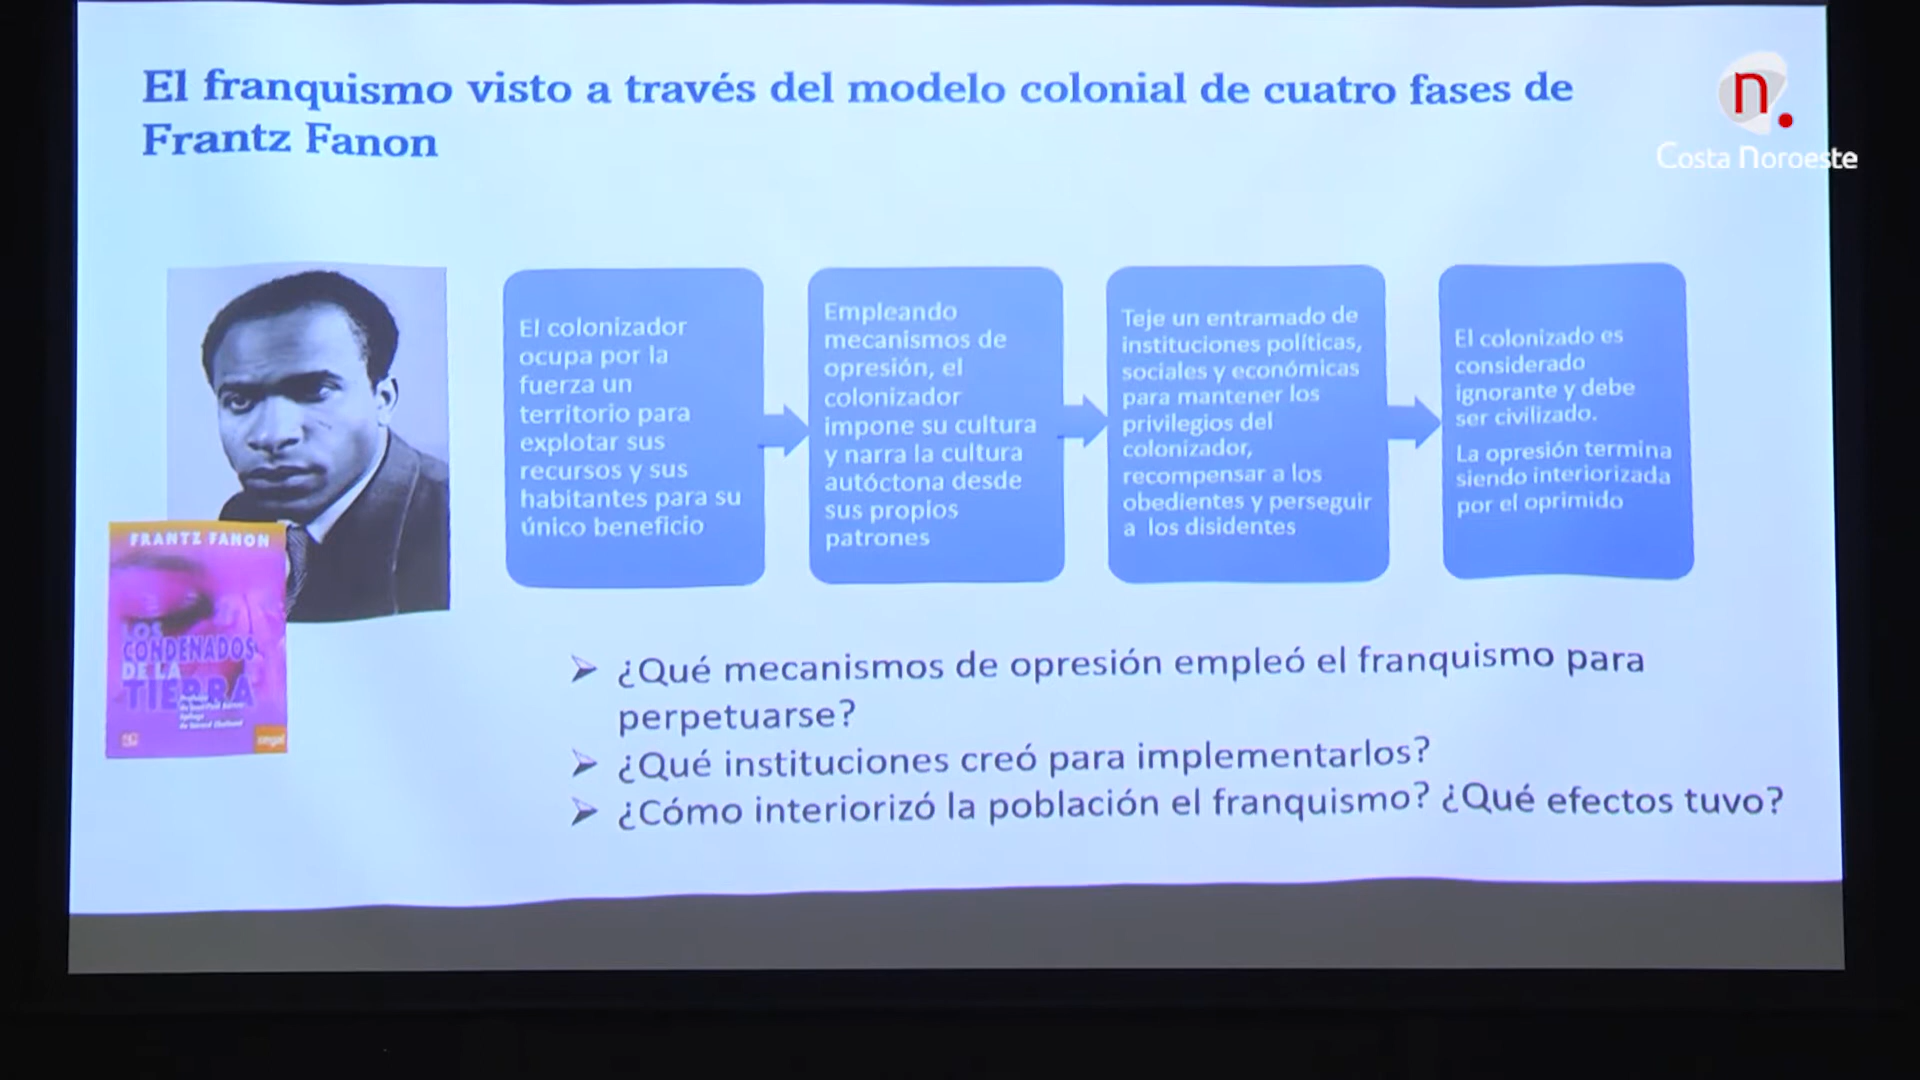 El franquismo visto a través del modelo colonial de cuatro fases de
Frantz Fanon
n.
Costa Noroeste
El colonizador
ocupa por la
fuerza un
territorio para
explotar sus
recursos y sus
habitantes para su
único beneficio
Empleando
mecanismos de
opresión, el
colonizador
impone su cultura
y narra la cultura
autóctona desde
sus propios
patrones
Teje un entramado de
instituciones políticas,
sociales y económicas
para mantener los
privilegios del
colonizador,
recompensar a los
obedientes y perseguir
a los disidentes
El colonizado es
considerado
ignorante y debe
ser civilizado.
La opresión termina
siendo interiorizada
por el oprimido
FRANTZ FANON
LOS
CONDENADOS
DE LA
TIERRA
¿Qué mecanismos de opresión empleó el franquismo para
perpetuarse?
¿Qué instituciones creó para implementarlos?
¿Cómo interiorizó la población el franquismo? ¿Qué efectos tuvo?